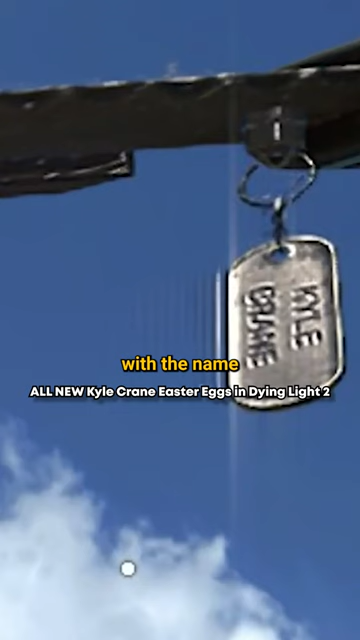 KYLE
CRANE
with the name
ALL NEW Kyle Crane Easter Eggs in Dying Light 2